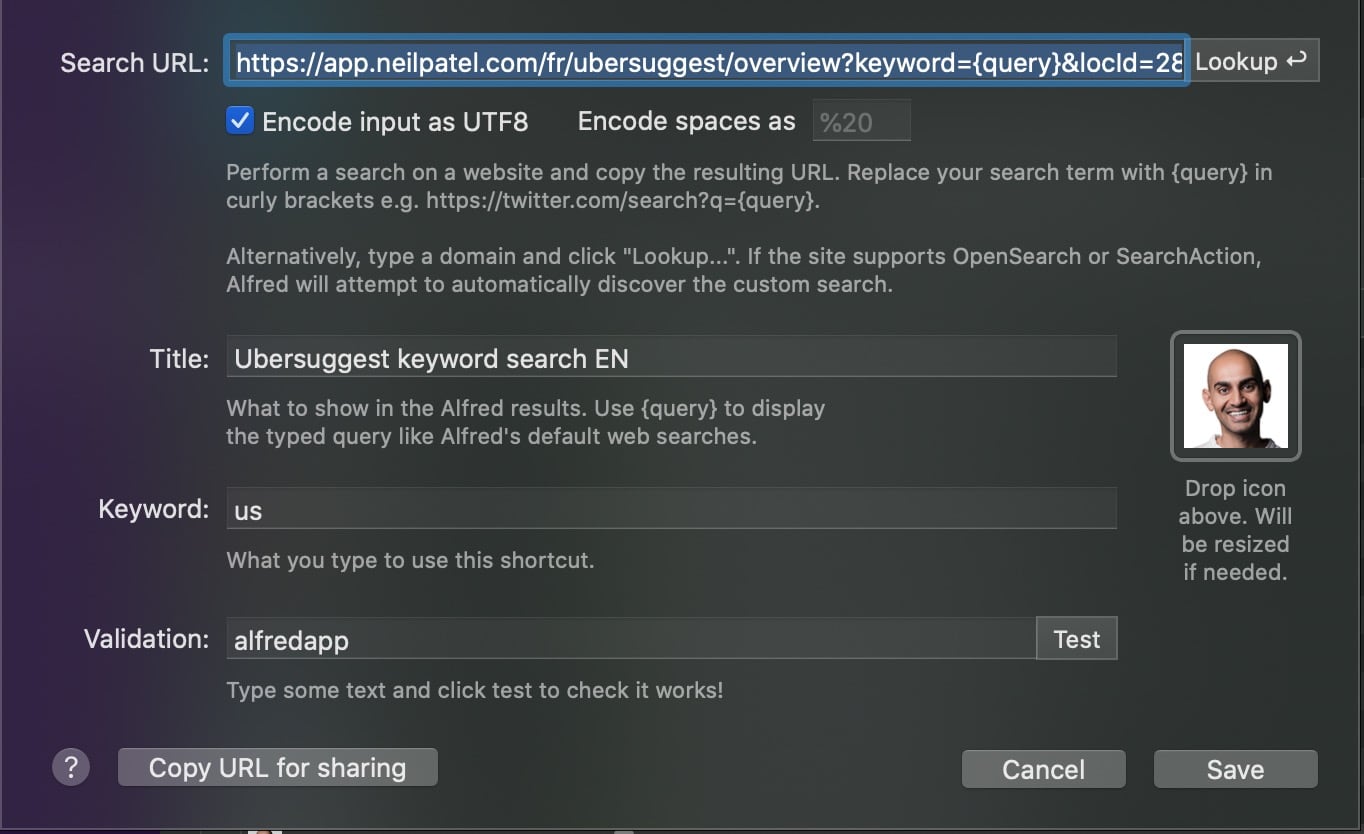 Search URL: https://app.neilpatel.com/fr/ubersuggest/overview?keyword={query}&locId=28 Lookup ↩
Encode input as UTF8 Encode spaces as %20
Perform a search on a website and copy the resulting URL. Replace your search term with {query} in
curly brackets e.g. https://twitter.com/search?q={query}.
Alternatively, type a domain and click "Lookup...". If the site supports OpenSearch or SearchAction,
Alfred will attempt to automatically discover the custom search.
Title: Ubersuggest keyword search EN
What to show in the Alfred results. Use {query} to display
the typed query like Alfred's default web searches.
Drop icon
above. Will
be resized
if needed.
Keyword: us
What you type to use this shortcut.
Validation: alfredapp Test
Type some text and click test to check it works!
? Copy URL for sharing Cancel Save